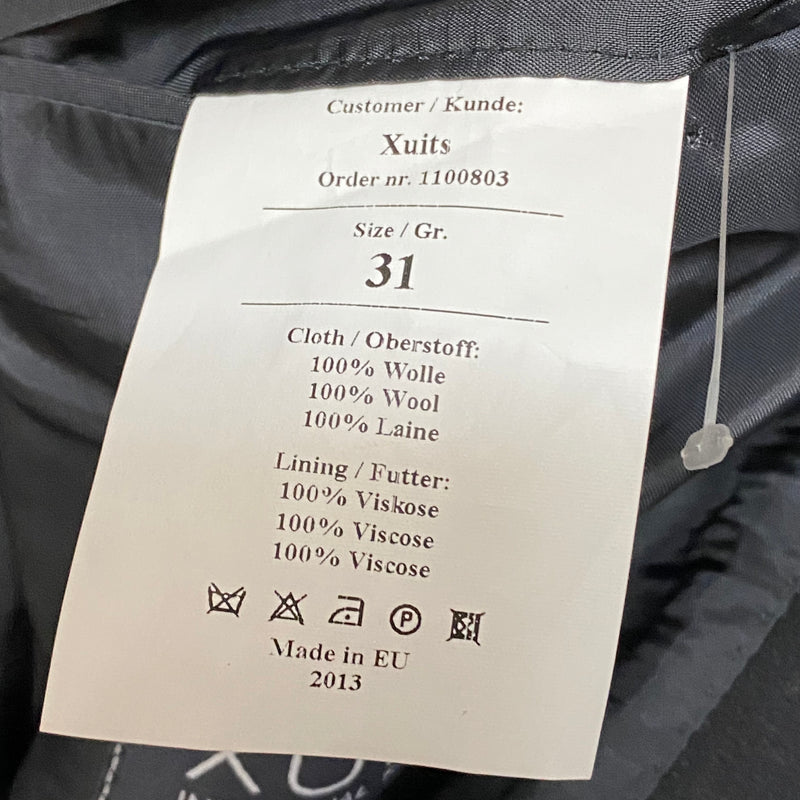 Customer / Kunde:
Xuits
Order nr. 1100803
Size / Gr.
31
Cloth / Oberstoff:
100% Wolle
100% Wool
100% Laine
Lining / Futter:
100% Viskose
100% Viscose
100% Viscose
P
Made in EU
2013